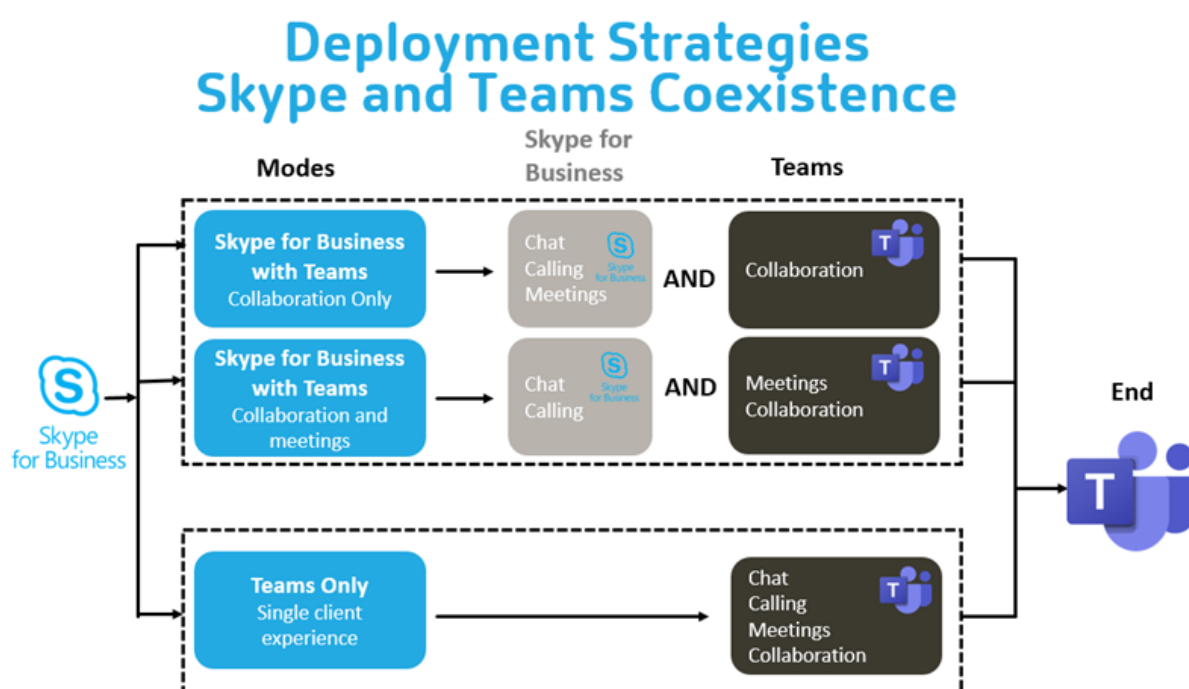 Deployment Strategies
Skype and Teams Coexistence
Modes
Skype for
Business
Teams
Skype for Business
with Teams
Collaboration Only
Chat
Calling
Meetings
S
Skype
for Business
AND
Collaboration
T
Skype for Business
with Teams
Collaboration and
meetings
Chat
Calling
S
Skype
for Business
AND
Meetings
Collaboration
T
S
Skype
for Business
End
T
Teams Only
Single client
experience
Chat
Calling
Meetings
Collaboration
T